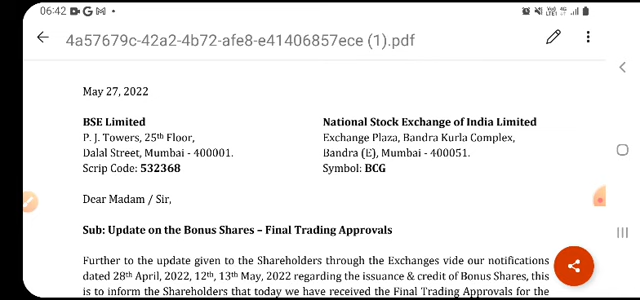 06:42
4a57679c-42a2-4b72-afe8-e41406857ece (1).pdf
May 27, 2022
BSE Limited
P. J. Towers, 25th Floor,
Dalal Street, Mumbai - 400001.
Scrip Code: 532368
National Stock Exchange of India Limited
Exchange Plaza, Bandra Kurla Complex,
Bandra (E), Mumbai - 400051.
Symbol: BCG
Dear Madam / Sir,
Sub: Update on the Bonus Shares – Final Trading Approvals
Further to the update given to the Shareholders through the Exchanges vide our notifications
dated 28th April, 2022, 12th, 13th May, 2022 regarding the issuance & credit of Bonus Shares, this
is to inform the Shareholders that today we have received the Final Trading Approvals for the